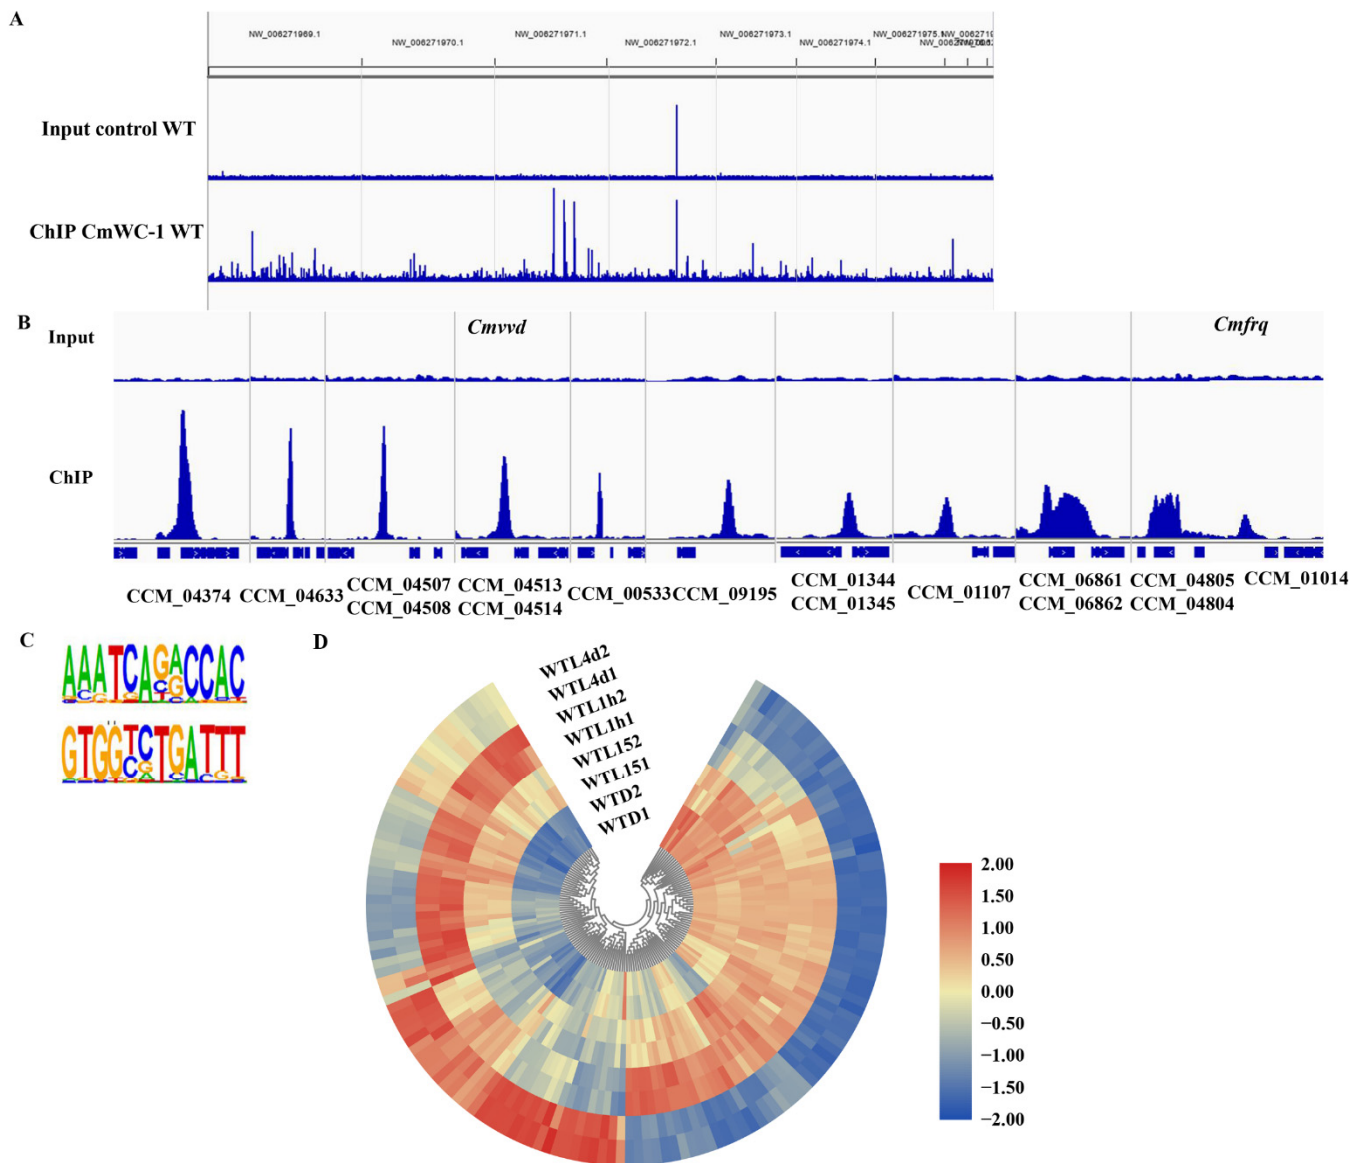 A
NW_006271969.1
NW_006271970.1
NW_006271971.1
NW_006271972.1
NW_006271973.1
NW_006271974.1
NW_006271975.1
Input control WT
ChIP CmWC-1 WT
B
Input
Cmvvd
Cmfrq
ChIP
CCM_04374
CCM_04633
CCM_04507
CCM_04508
CCM_04513
CCM_04514
CCM_00533
CCM_09195
CCM_01344
CCM_01345
CCM_01107
CCM_06861
CCM_06862
CCM_04805
CCM_04804
CCM_01014
C
AAATCAGACCAC
GTGGTCTGATTT
D
WTL4d2
WTL4d1
WTL1h2
WTL1h1
WTL152
WTL151
WTD2
WTD1
2.00
1.50
1.00
0.50
0.00
−0.50
−1.00
−1.50
−2.00